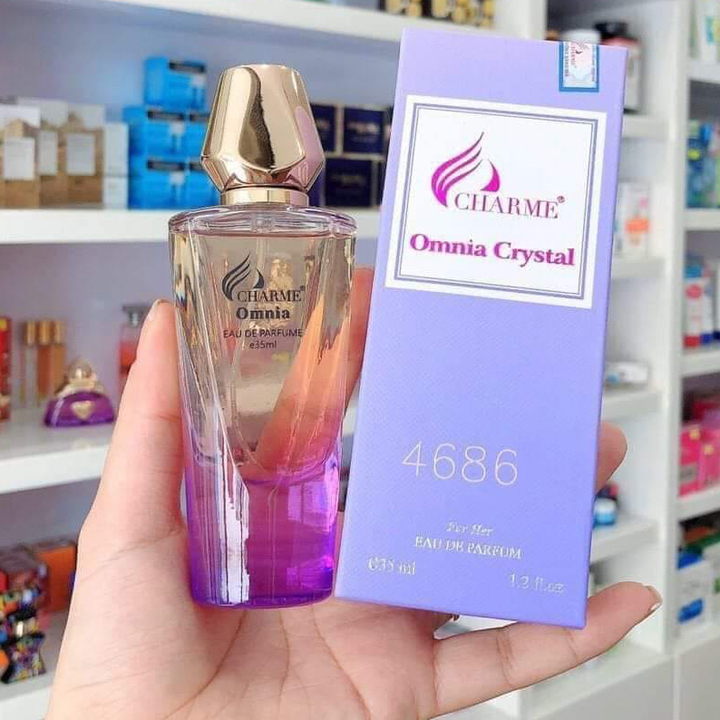 CHARME
Omnia
EAU DE PARFUME
e35ml
CHARME®
Omnia Crystal
4686
For Her
EAU DE PARFUM
e35 ml
1.2 fl.oz